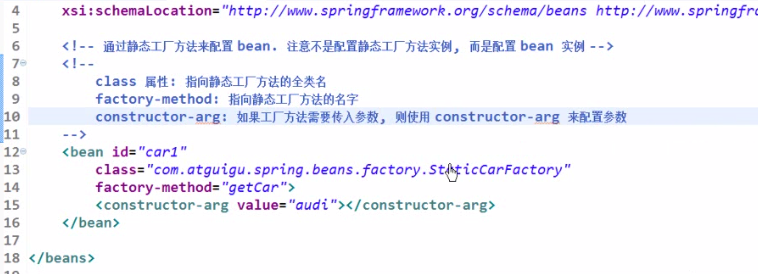 4 xsi:schemaLocation="http://www.springframework.org/schema/beans http://www.springfram
5
6 <!-- 通过静态工厂方法来配置 bean. 注意不是配置静态工厂方法实例, 而是配置 bean 实例 -->
7 <!--
8 class 属性: 指向静态工厂方法的全类名
9 factory-method: 指向静态工厂方法的名字
10 constructor-arg: 如果工厂方法需要传入参数, 则使用 constructor-arg 来配置参数
11 -->
12 <bean id="car1"
13 class="com.atguigu.spring.beans.factory.StaticCarFactory"
14 factory-method="getCar">
15 <constructor-arg value="audi"></constructor-arg>
16 </bean>
17
18 </beans>